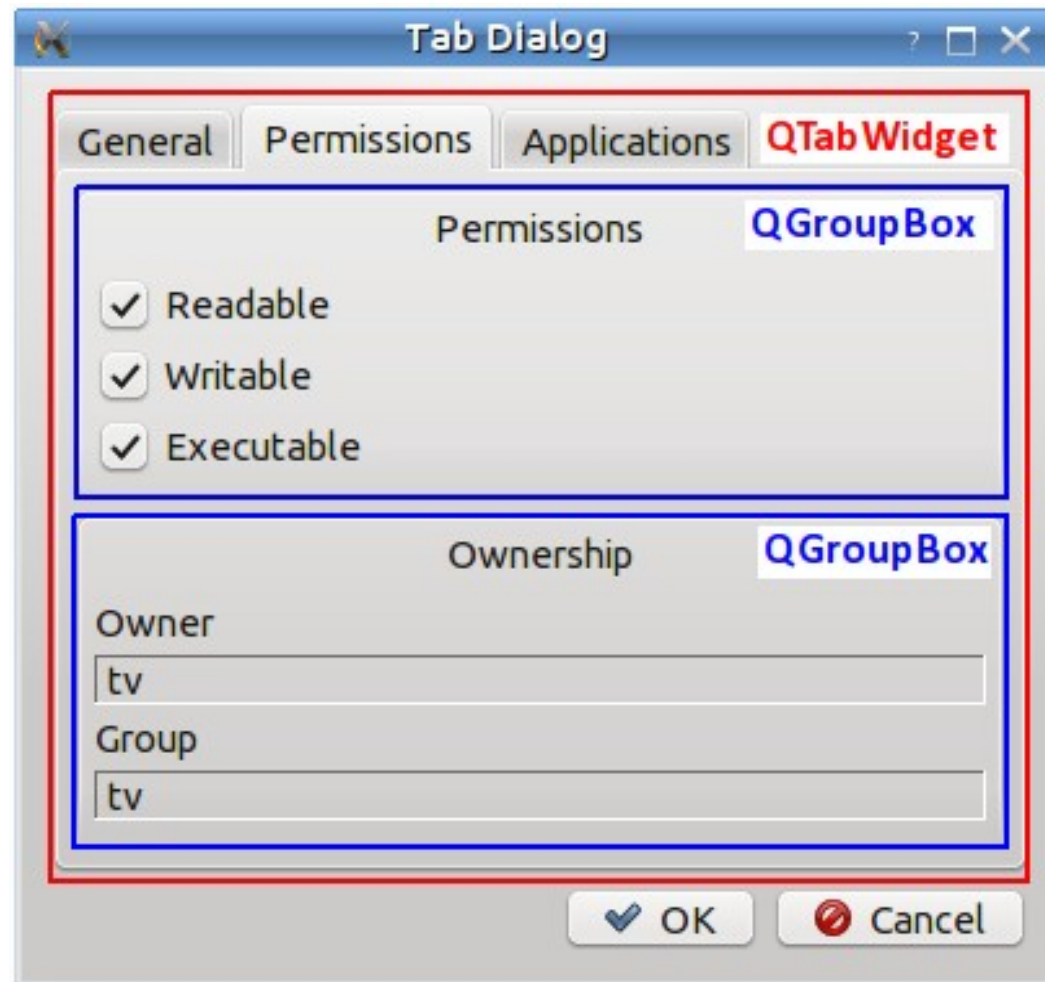 Tab Dialog ?
General Permissions Applications QTabWidget
Permissions QGroupBox
Readable
Writable
Executable
Ownership QGroupBox
Owner
tv
Group
tv
OK Cancel